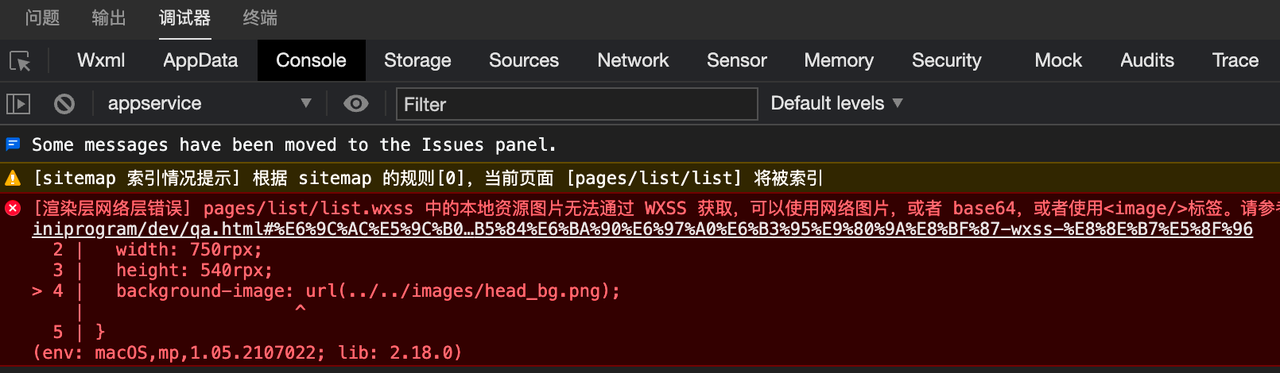 问题 输出 调试器 终端
Wxml AppData Console Storage Sources Network Sensor Memory Security Mock Audits Trace
appservice ▼ Filter Default levels ▼
Some messages have been moved to the Issues panel.
[sitemap 索引情况提示] 根据 sitemap 的规则[0]，当前页面 [pages/list/list] 将被索引
[渲染层网络层错误] pages/list/list.wxss 中的本地资源图片无法通过 WXSS 获取，可以使用网络图片，或者 base64，或者使用<image/>标签。请参
iniprogram/dev/qa.html#%E6%9C%AC%E5%9C%B0…B5%84%E6%BA%90%E6%97%A0%E6%B3%95%E9%80%9A%E8%BF%87-wxss-%E8%8E%B7%E5%8F%96
2 |   width: 750rpx;
3 |   height: 540rpx;
> 4 |   background-image: url(../../images/head_bg.png);
|                    ^
5 | }
(env: macOS,mp,1.05.2107022; lib: 2.18.0)